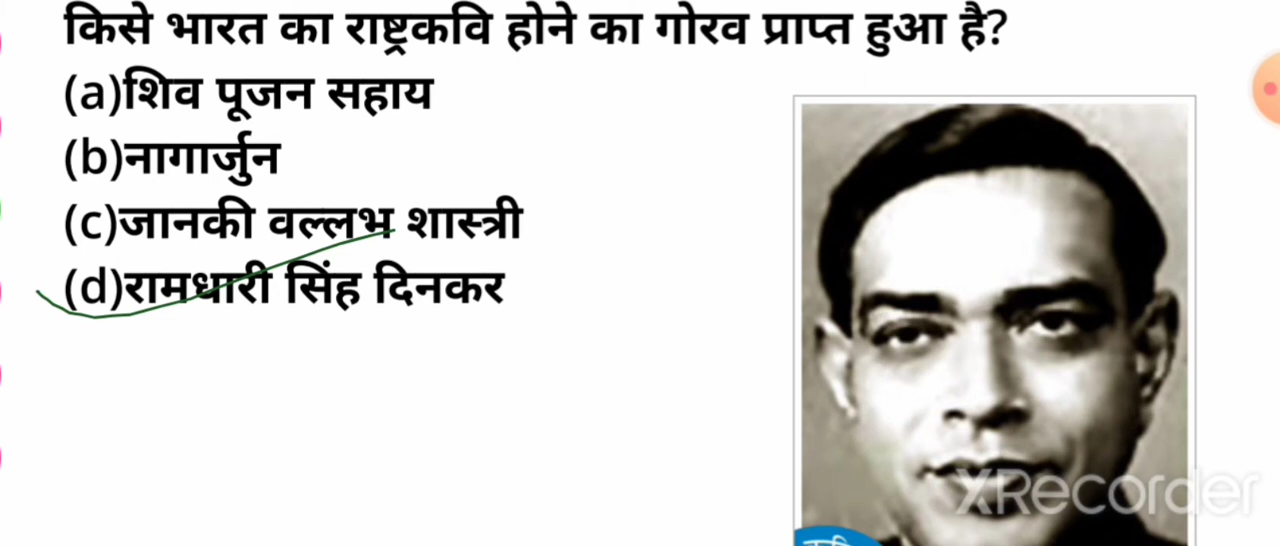 किसे भारत का राष्ट्रकवि होने का गोरव प्राप्त हुआ है?
(a)शिव पूजन सहाय
(b)नागार्जुन
(c)जानकी वल्लभ शास्त्री
(d)रामधारी सिंह दिनकर
XRecorder